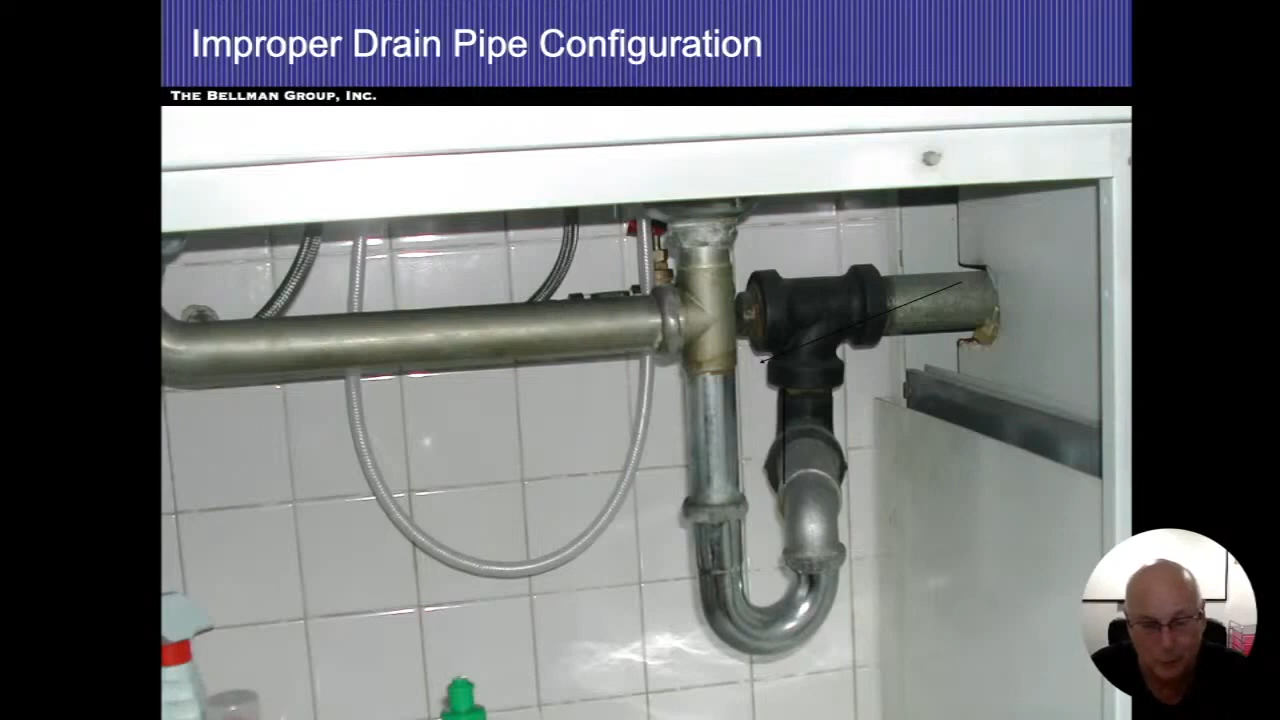 Improper Drain Pipe Configuration
THE BELLMAN GROUP, INC.